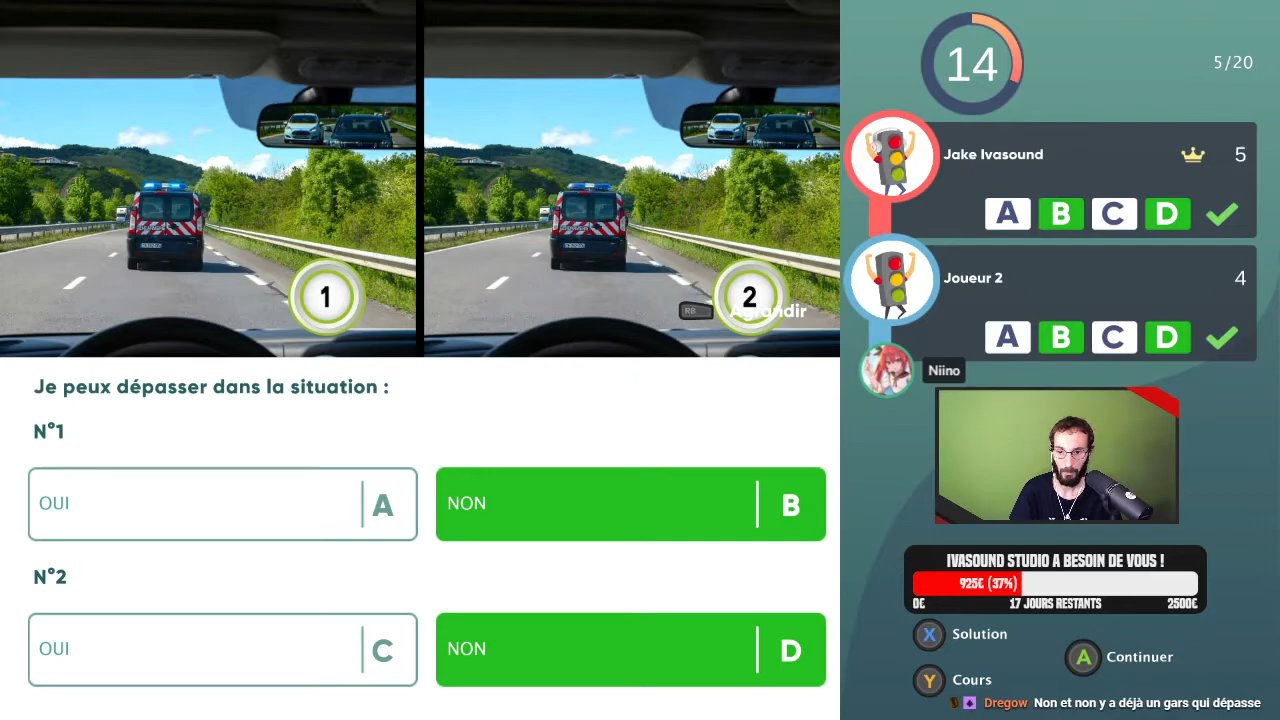 1
2
RB
Agrandir
Je peux dépasser dans la situation :
N°1
OUI
A
NON
B
N°2
OUI
C
NON
D
14
5/20
Jake Ivasound
5
A B C D
Joueur 2
4
A B C D
Niino
IVASOUND STUDIO A BESOIN DE VOUS !
925€ (37%)
0€
17 JOURS RESTANTS
2500€
X Solution
A Continuer
Y Cours
Dregow Non et non y a déjà un gars qui dépasse